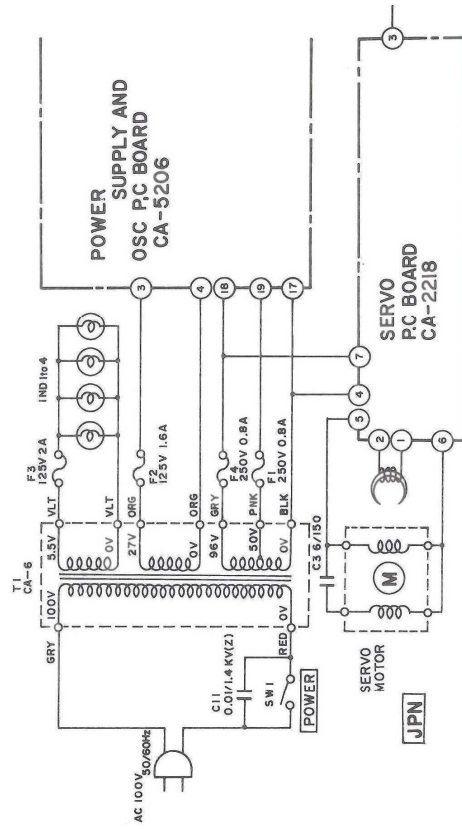 POWER
SUPPLY AND
OSC P,C BOARD
CA-5206
3
4
18
19
17
IND 1 to 4
F3
125V 2A
F2
125V 1.6A
F4
250V 0.8A
F1
250V 0.8A
VLT
VLT
ORG
ORG
GRY
PNK
BLK
5.5V
0V
27V
0V
96V
50V
0V
T1
CA-6
100V
0V
GRY
RED
AC 100V
50/60Hz
C11
0.01/1.4 KV(Z)
SW1
POWER
SERVO
P.C BOARD
CA-2218
3
7
4
5
2
1
6
C3 6/150
M
SERVO
MOTOR
JPN